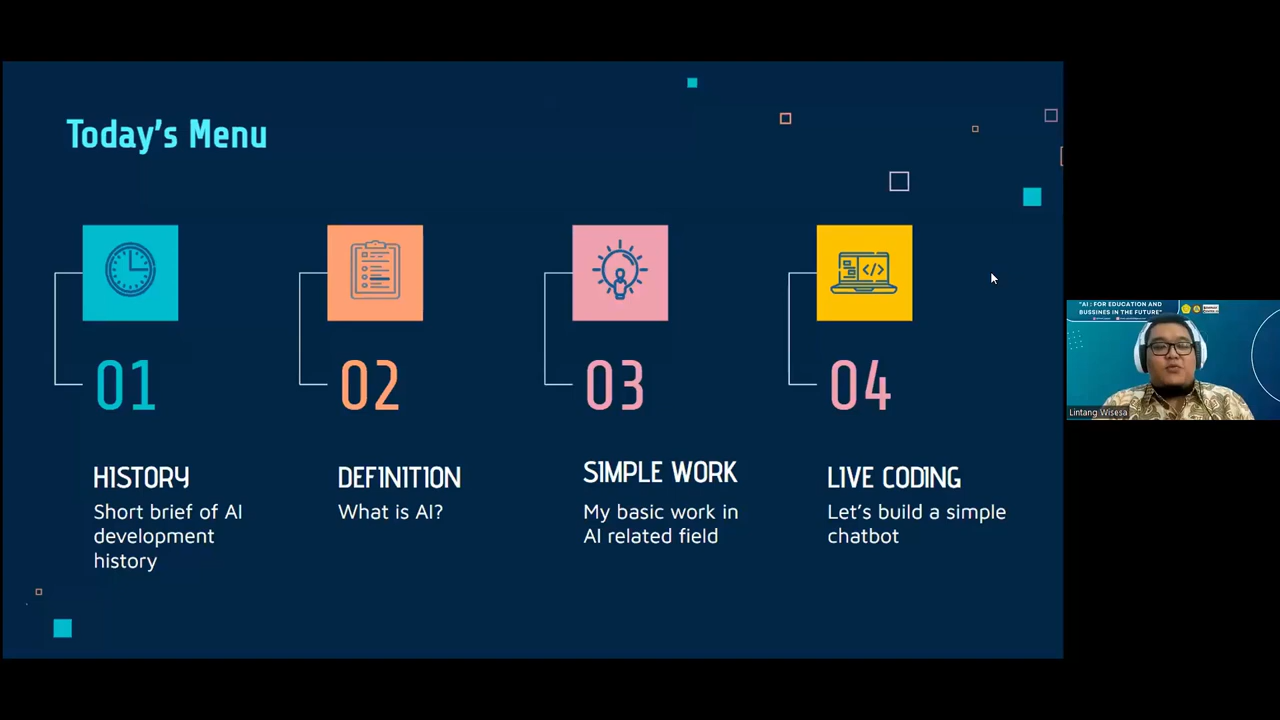 Today's Menu
01
02
03
04
HISTORY
Short brief of AI
development
history
DEFINITION
What is AI?
SIMPLE WORK
My basic work in
AI related field
LIVE CODING
Let's build a simple
chatbot
"AI : FOR EDUCATION AND
BUSSINES IN THE FUTURE"
Lintang Wisesa